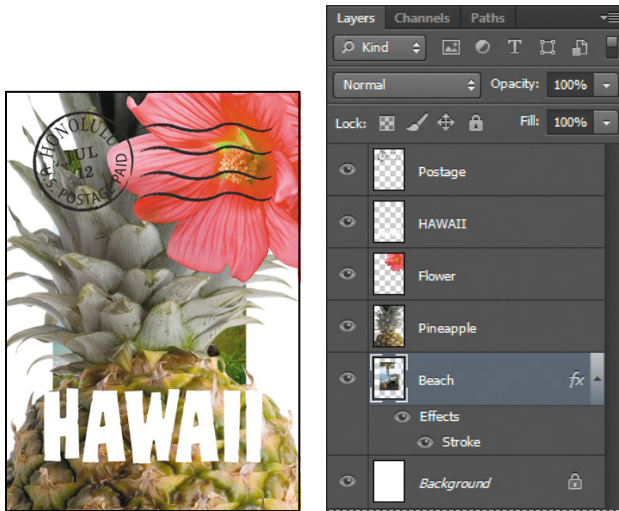 HONOLULU
JUL
12
U.S. POSTAGE PAID
HAWAII
Layers Channels Paths
Kind
Normal Opacity: 100%
Lock: Fill: 100%
Postage
HAWAII
Flower
Pineapple
Beach fx
Effects
Stroke
Background